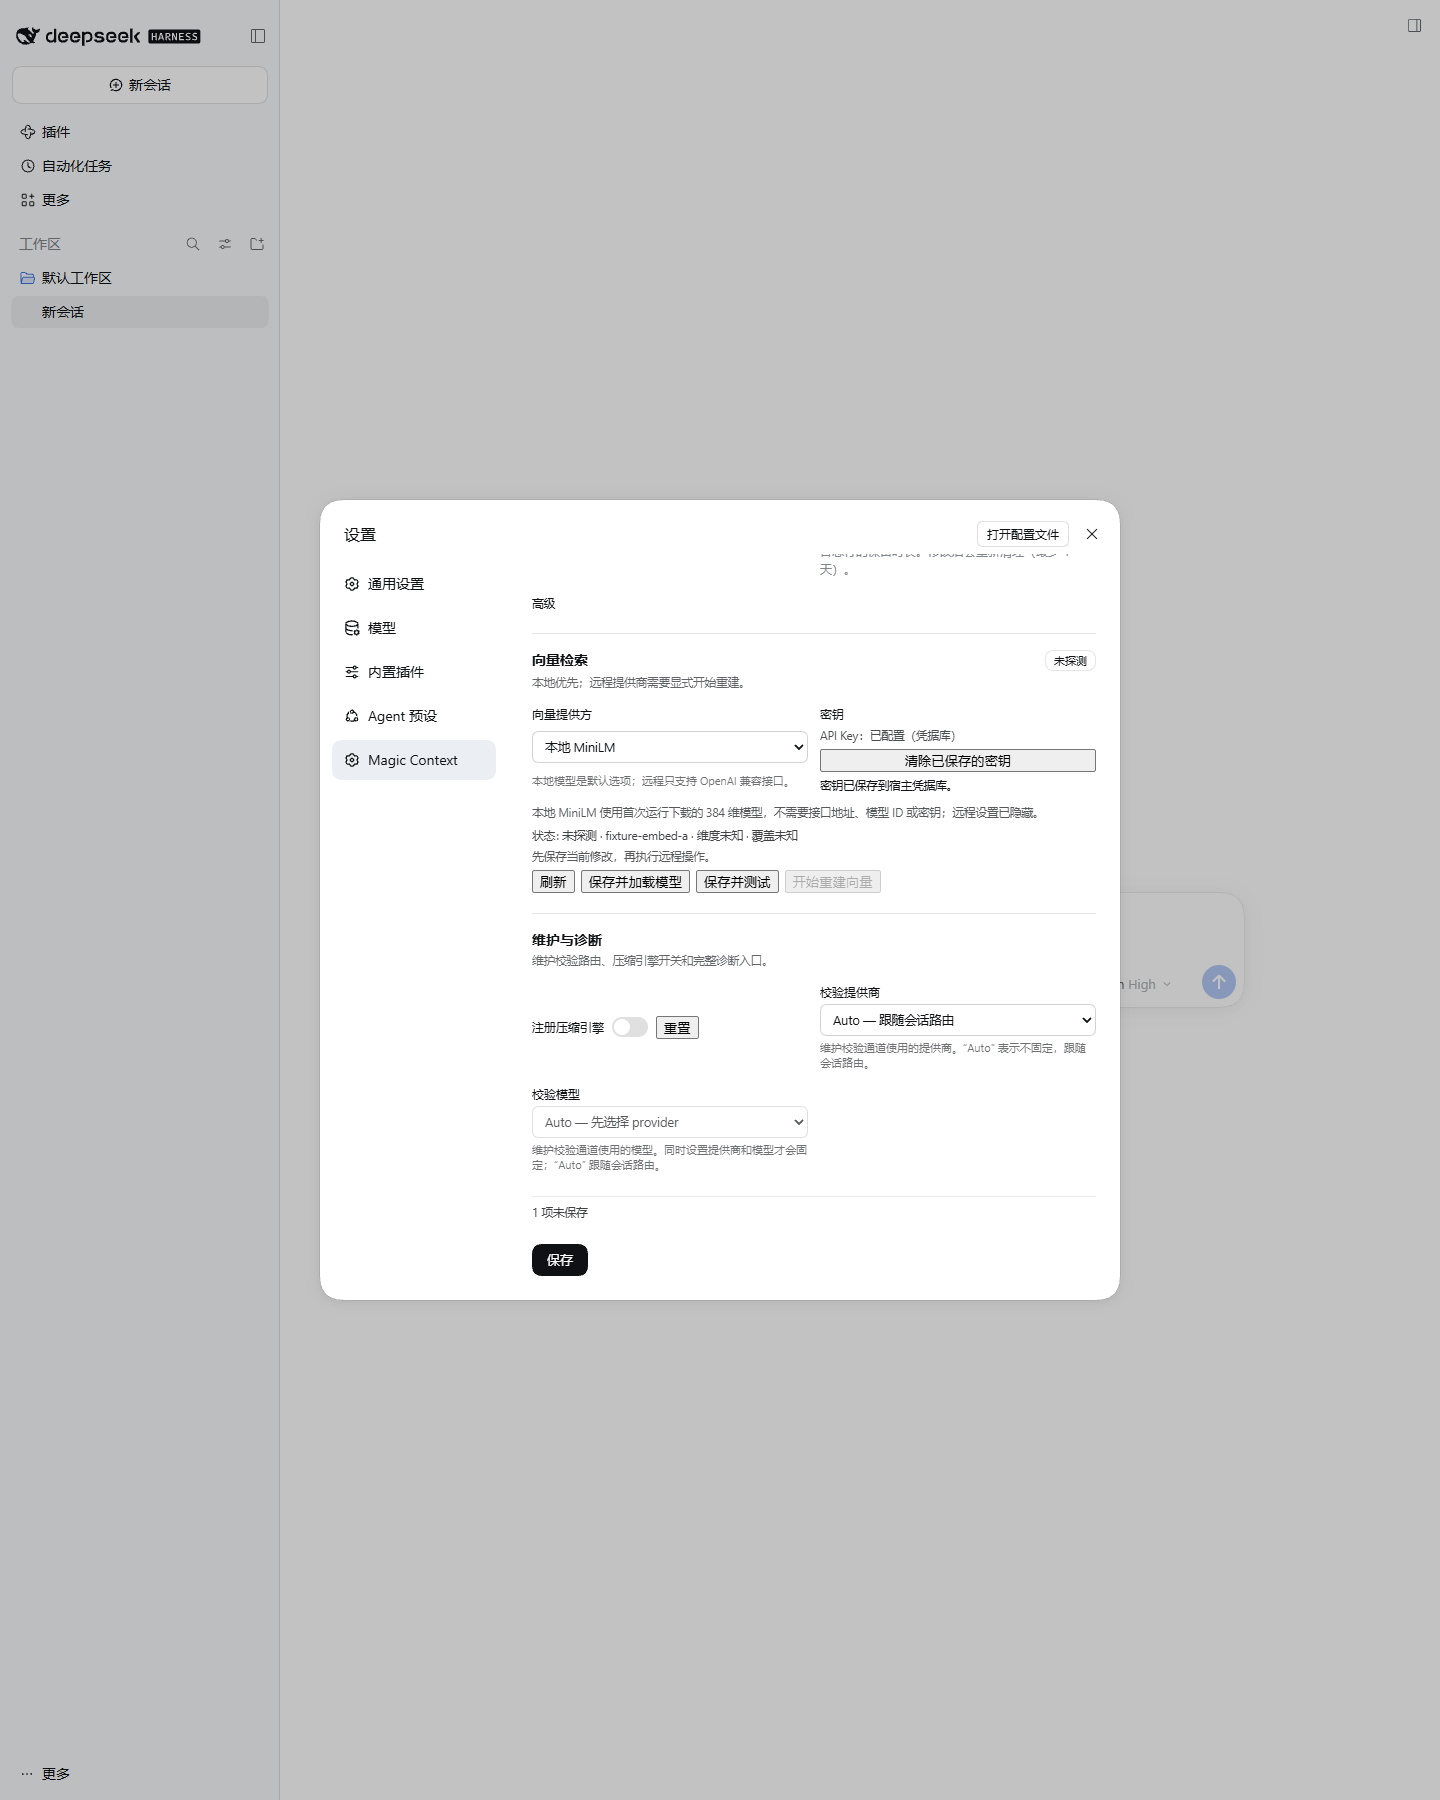 deepseek HARNESS
新会话
插件
自动化任务
更多
工作区
默认工作区
新会话
设置
打开配置文件
通用设置
模型
内置插件
Agent 预设
Magic Context
天）。
高级
向量检索
未探测
本地优先；远程提供商需要显式开始重建。
向量提供方
本地 MiniLM
本地模型是默认选项；远程只支持 OpenAI 兼容接口。
密钥
API Key：已配置（凭据库）
清除已保存的密钥
密钥已保存到宿主凭据库。
本地 MiniLM 使用首次运行下载的 384 维模型，不需要接口地址、模型 ID 或密钥；远程设置已隐藏。
状态: 未探测 · fixture-embed-a · 维度未知 · 覆盖未知
先保存当前修改，再执行远程操作。
刷新 保存并加载模型 保存并测试 开始重建向量
维护与诊断
维护校验路由、压缩引擎开关和完整诊断入口。
注册压缩引擎 重置
校验提供商
Auto — 跟随会话路由
维护校验通道使用的提供商。“Auto” 表示不固定，跟随
会话路由。
校验模型
Auto — 先选择 provider
维护校验通道使用的模型。同时设置提供商和模型才会固
定；“Auto” 跟随会话路由。
1 项未保存
保存
High
更多